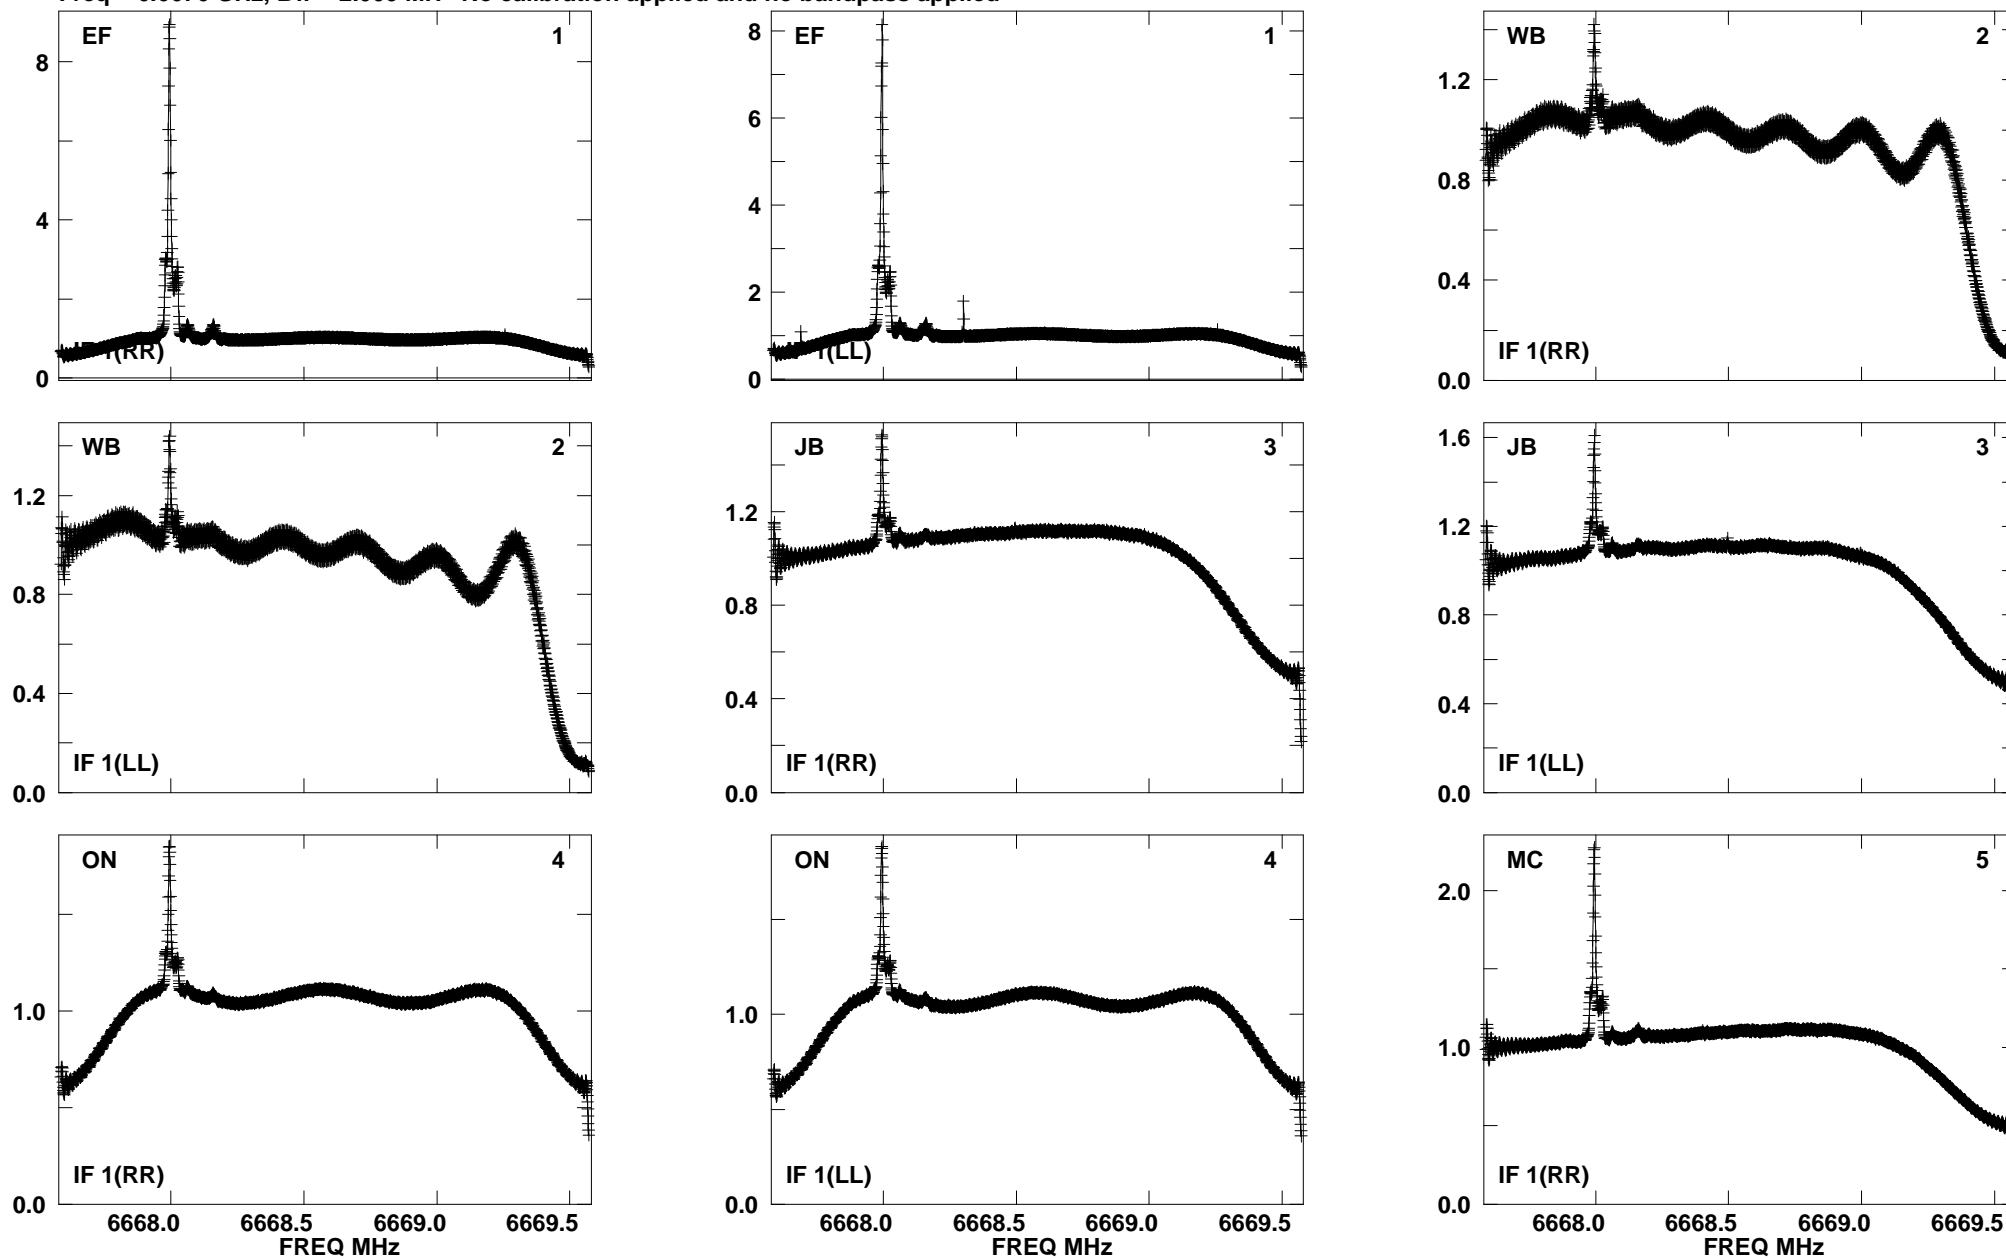 EF 1 EF 1 WB 2
8 8 1.2
6 0.8
4 4 0.4
2
0 0 0.0
IF 1(RR) 1(LL) IF 1(RR)
WB 2 JB 3 JB 3
1.2 1.2 1.6
0.8 0.8 1.2
0.4 0.4 0.8
0.4
0.0 0.0 0.0
IF 1(LL) IF 1(RR) IF 1(LL)
ON 4 ON 4 MC 5
1.0 1.0 2.0
1.0
0.0 0.0 0.0
IF 1(RR) IF 1(LL) IF 1(RR)
6668.0 6668.5 6669.0 6669.5 6668.0 6668.5 6669.0 6669.5 6668.0 6668.5 6669.0 6669.5
FREQ MHz FREQ MHz FREQ MHz